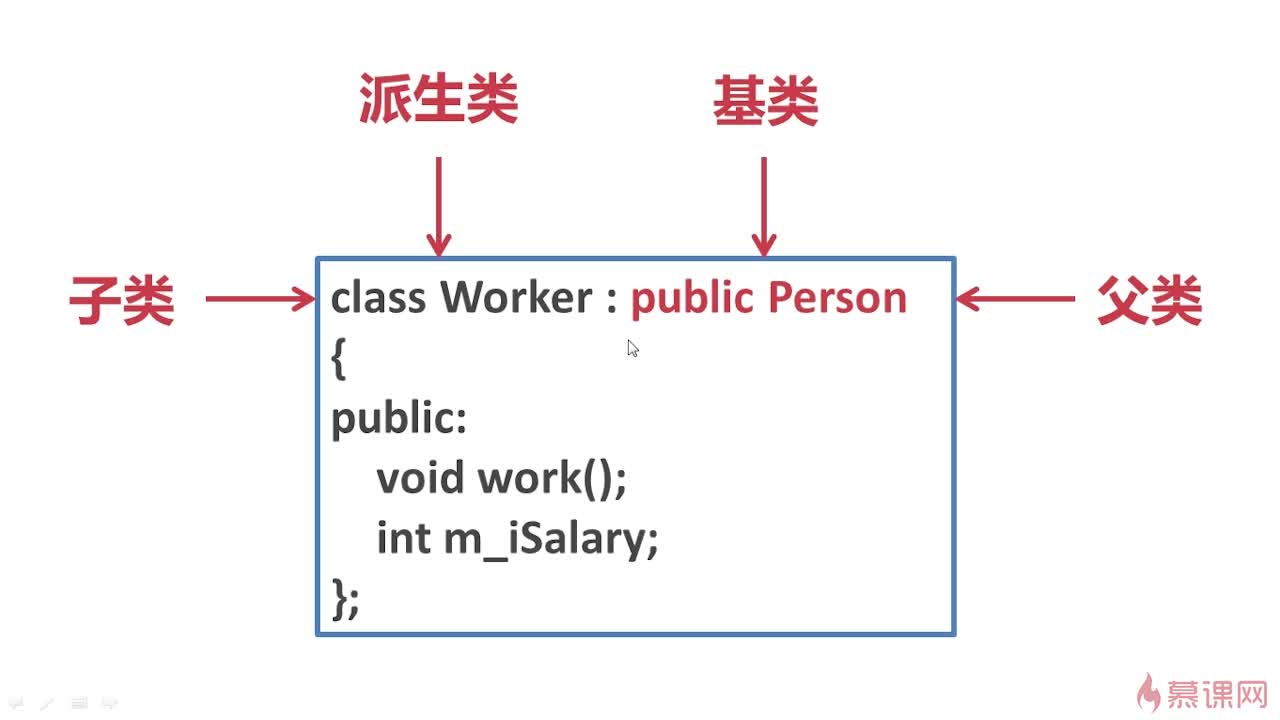 派生类 基类
子类 class Worker : public Person 父类
{
public:
void work();
int m_iSalary;
};
慕课网